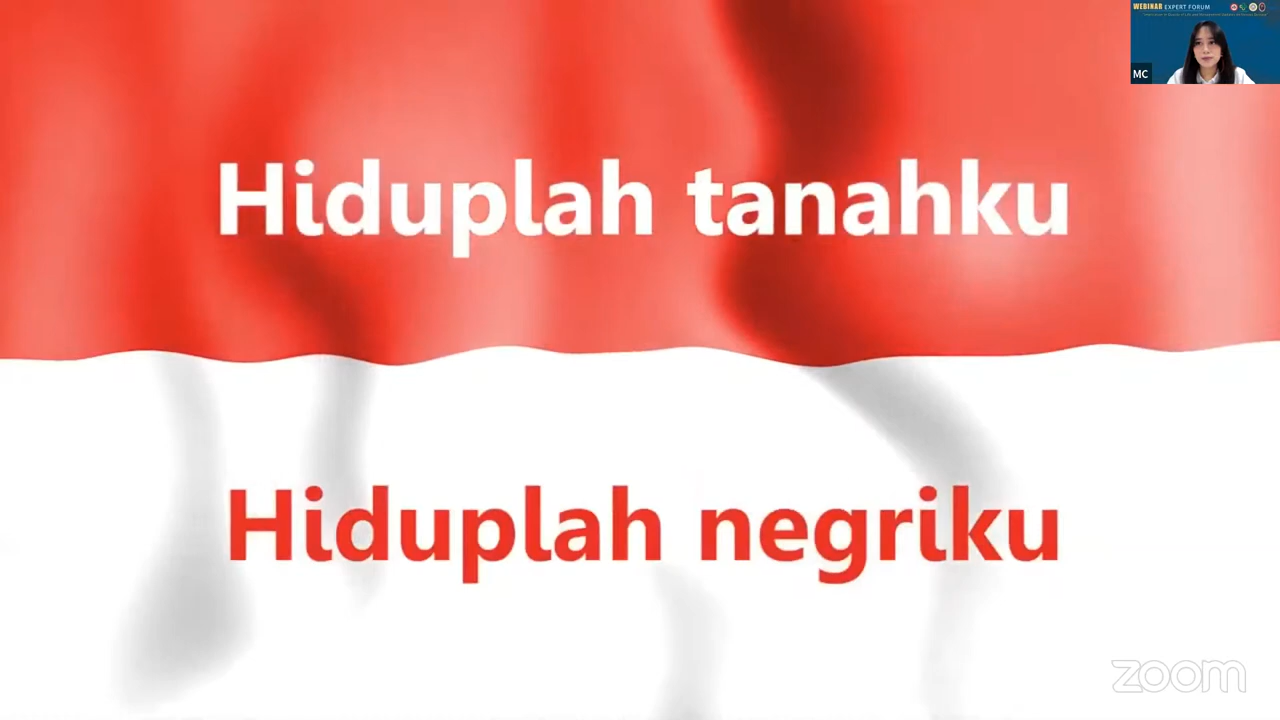 WEBINAR EXPERT FORUM
MC
Hiduplah tanahku
Hiduplah negriku
zoom